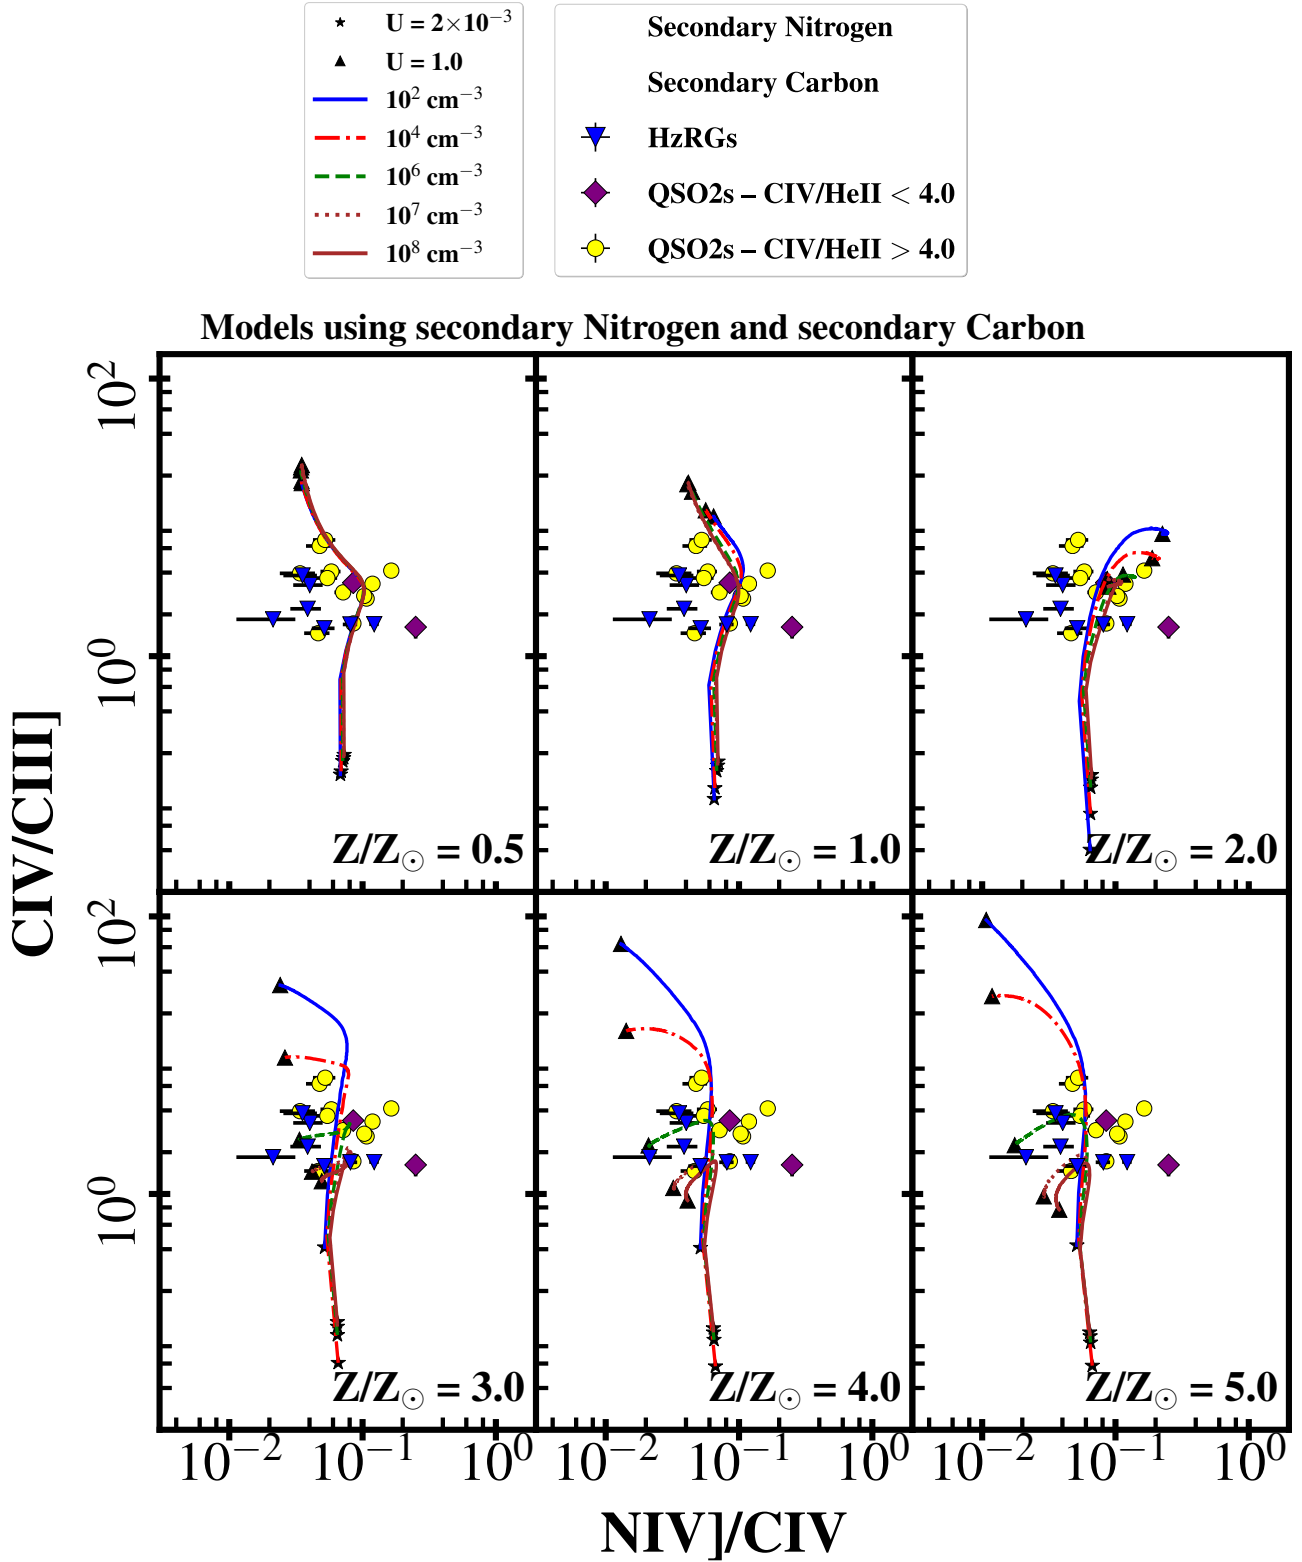 U = 2×10⁻³
U = 1.0
10² cm⁻³
10⁴ cm⁻³
10⁶ cm⁻³
10⁷ cm⁻³
10⁸ cm⁻³
Secondary Nitrogen
Secondary Carbon
HzRGs
QSO2s – CIV/HeII < 4.0
QSO2s – CIV/HeII > 4.0
Models using secondary Nitrogen and secondary Carbon
10²
10⁰
Z/Z☉ = 0.5
Z/Z☉ = 1.0
Z/Z☉ = 2.0
CIV/CIII]
10²
10⁰
Z/Z☉ = 3.0
Z/Z☉ = 4.0
Z/Z☉ = 5.0
10⁻² 10⁻¹ 10⁰ 10⁻² 10⁻¹ 10⁰ 10⁻² 10⁻¹ 10⁰
NIV]/CIV